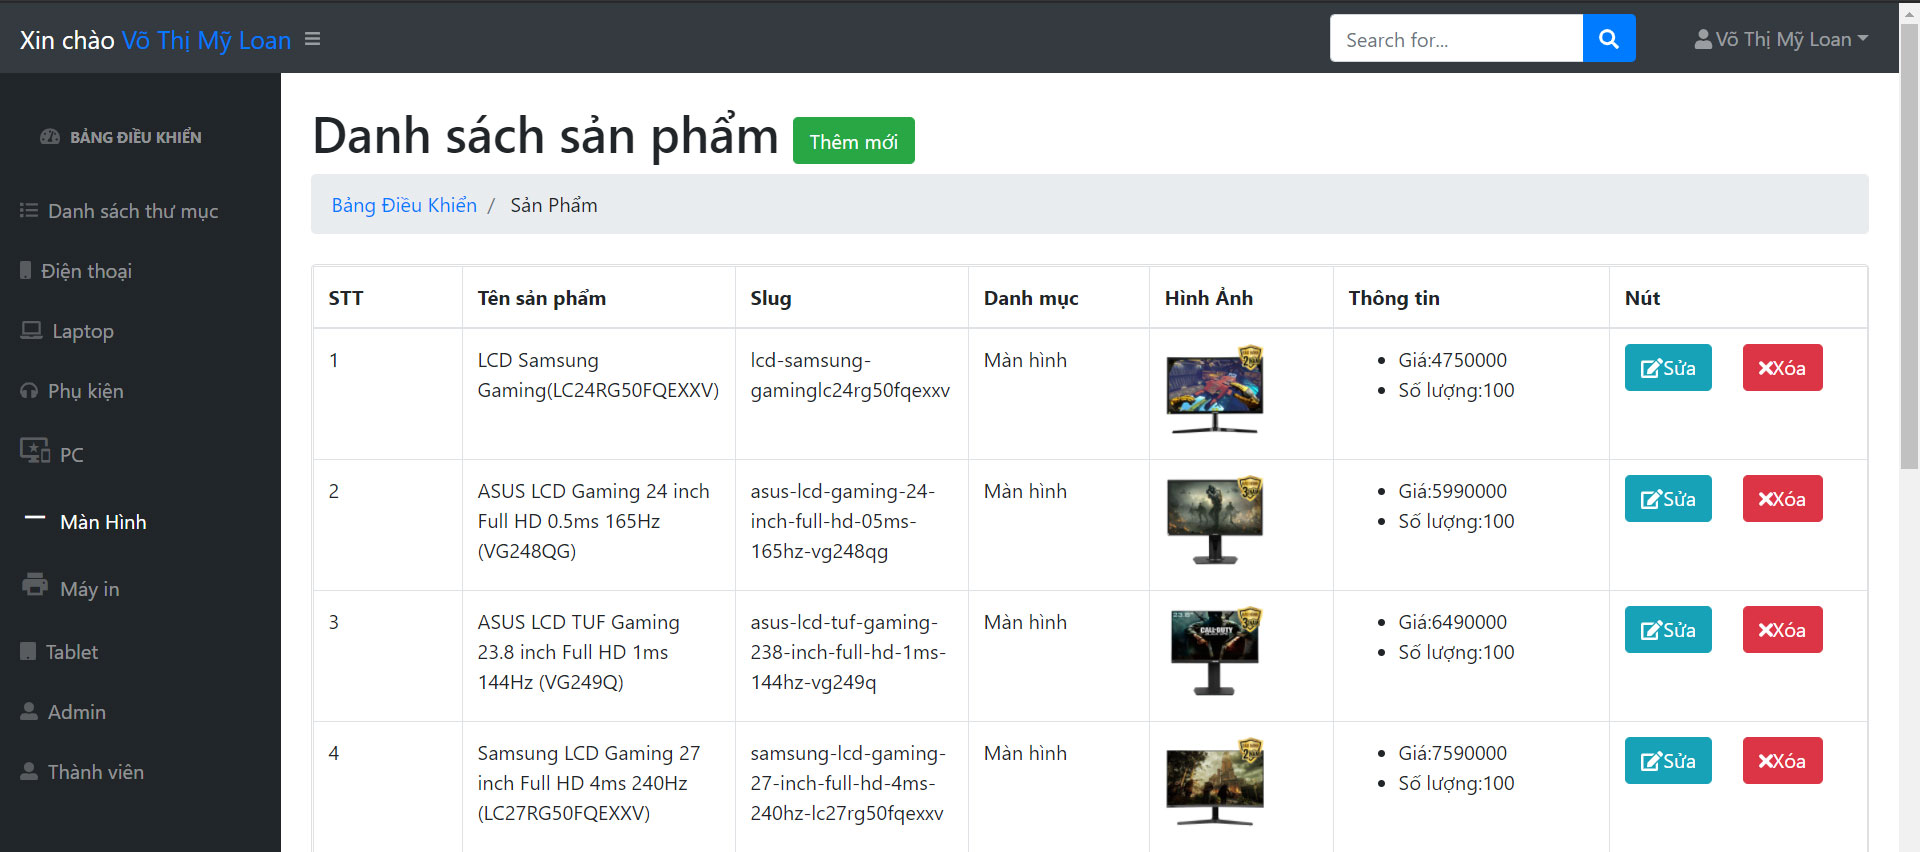 Xin chào Võ Thị Mỹ Loan
Search for...
Võ Thị Mỹ Loan
BẢNG ĐIỀU KHIỂN
Danh sách thư mục
Điện thoại
Laptop
Phụ kiện
PC
Màn Hình
Máy in
Tablet
Admin
Thành viên
Danh sách sản phẩm
Thêm mới
Bảng Điều Khiển / Sản Phẩm
STT Tên sản phẩm Slug Danh mục Hình Ảnh Thông tin Nút
1
LCD Samsung
Gaming(LC24RG50FQEXXV)
lcd-samsung-
gaminglc24rg50fqexxv
Màn hình
Giá:4750000
Số lượng:100
Sửa
Xóa
2
ASUS LCD Gaming 24 inch
Full HD 0.5ms 165Hz
(VG248QG)
asus-lcd-gaming-24-
inch-full-hd-05ms-
165hz-vg248qg
Màn hình
Giá:5990000
Số lượng:100
Sửa
Xóa
3
ASUS LCD TUF Gaming
23.8 inch Full HD 1ms
144Hz (VG249Q)
asus-lcd-tuf-gaming-
238-inch-full-hd-1ms-
144hz-vg249q
Màn hình
23.8"
CALL OF DUTY
Giá:6490000
Số lượng:100
Sửa
Xóa
4
Samsung LCD Gaming 27
inch Full HD 4ms 240Hz
(LC27RG50FQEXXV)
samsung-lcd-gaming-
27-inch-full-hd-4ms-
240hz-lc27rg50fqexxv
Màn hình
Giá:7590000
Số lượng:100
Sửa
Xóa